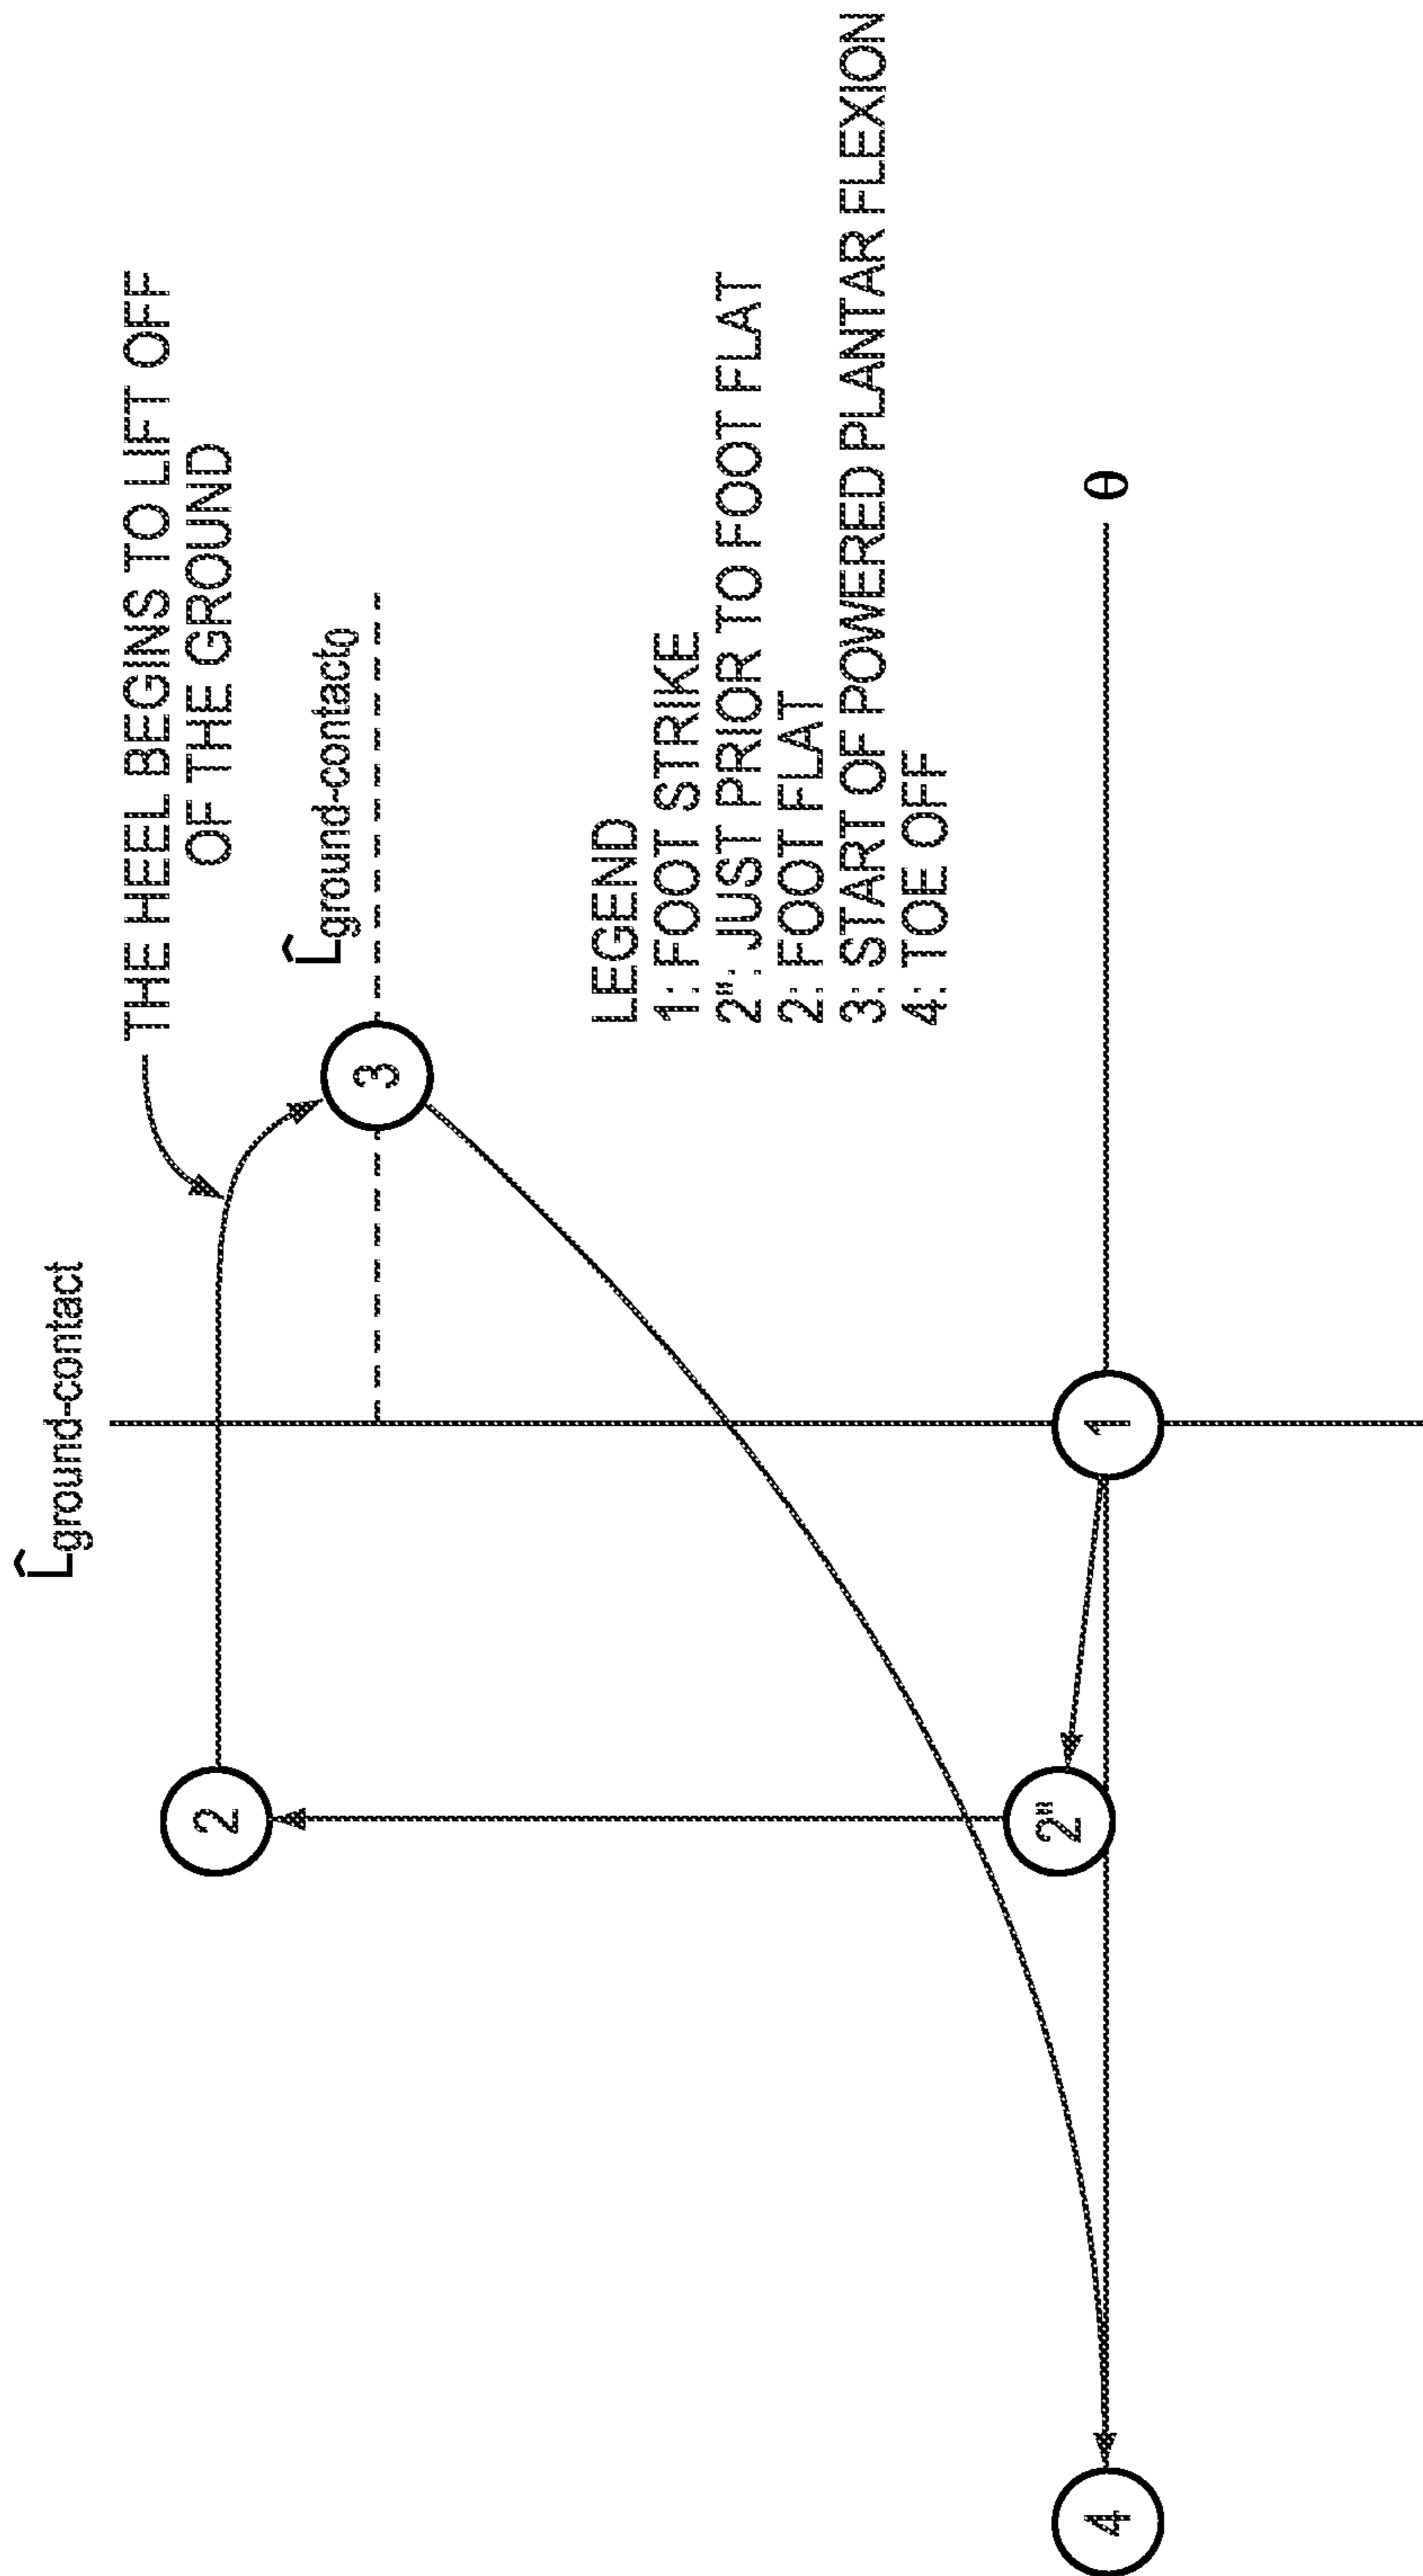 L̂ground-contact
THE HEEL BEGINS TO LIFT OFF
OF THE GROUND
2
3
L̂ground-contact0
LEGEND
1: FOOT STRIKE
2": JUST PRIOR TO FOOT FLAT
2: FOOT FLAT
3: START OF POWERED PLANTAR FLEXION
4: TOE OFF
2"
4
1
θ